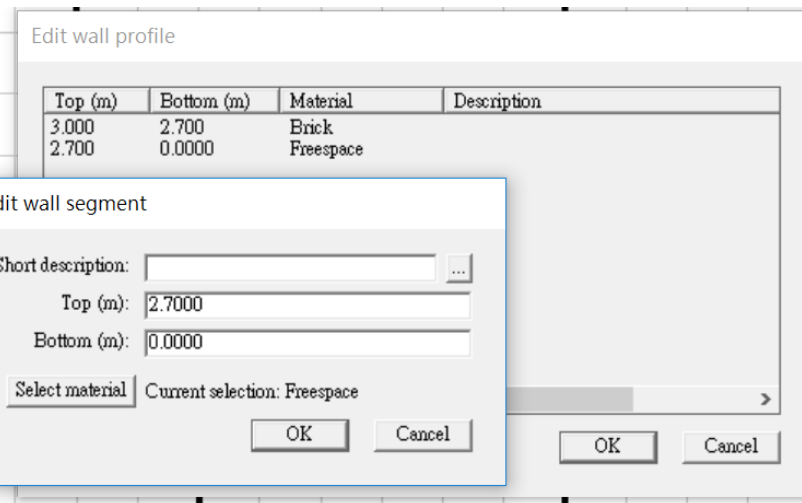 Edit wall profile
Top (m) Bottom (m) Material Description
3.000 2.700 Brick
2.700 0.0000 Freespace
dit wall segment
Short description: ...
Top (m): 2.7000
Bottom (m): 0.0000
Select material Current selection: Freespace
OK Cancel
OK Cancel